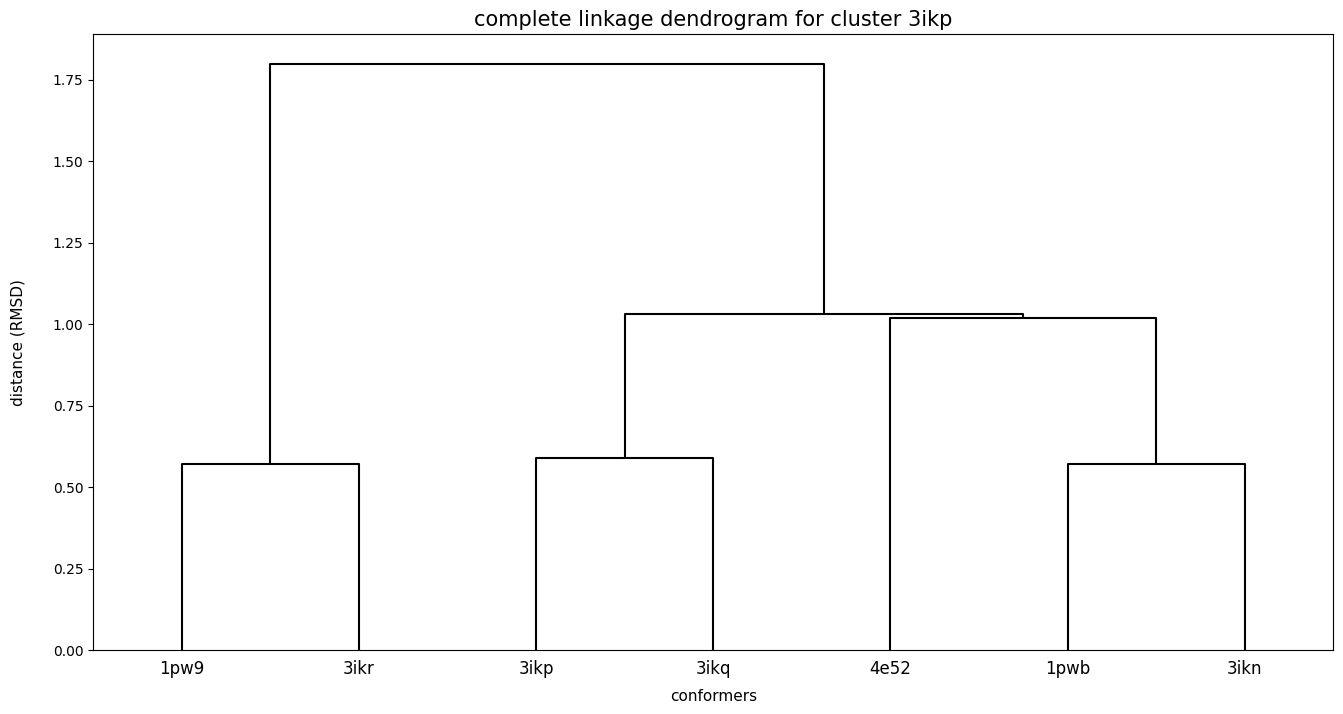 complete linkage dendrogram for cluster 3ikp
1.75
1.50
1.25
1.00
0.75
0.50
0.25
0.00
distance (RMSD)
1pw9 3ikr 3ikp 3ikq 4e52 1pwb 3ikn
conformers